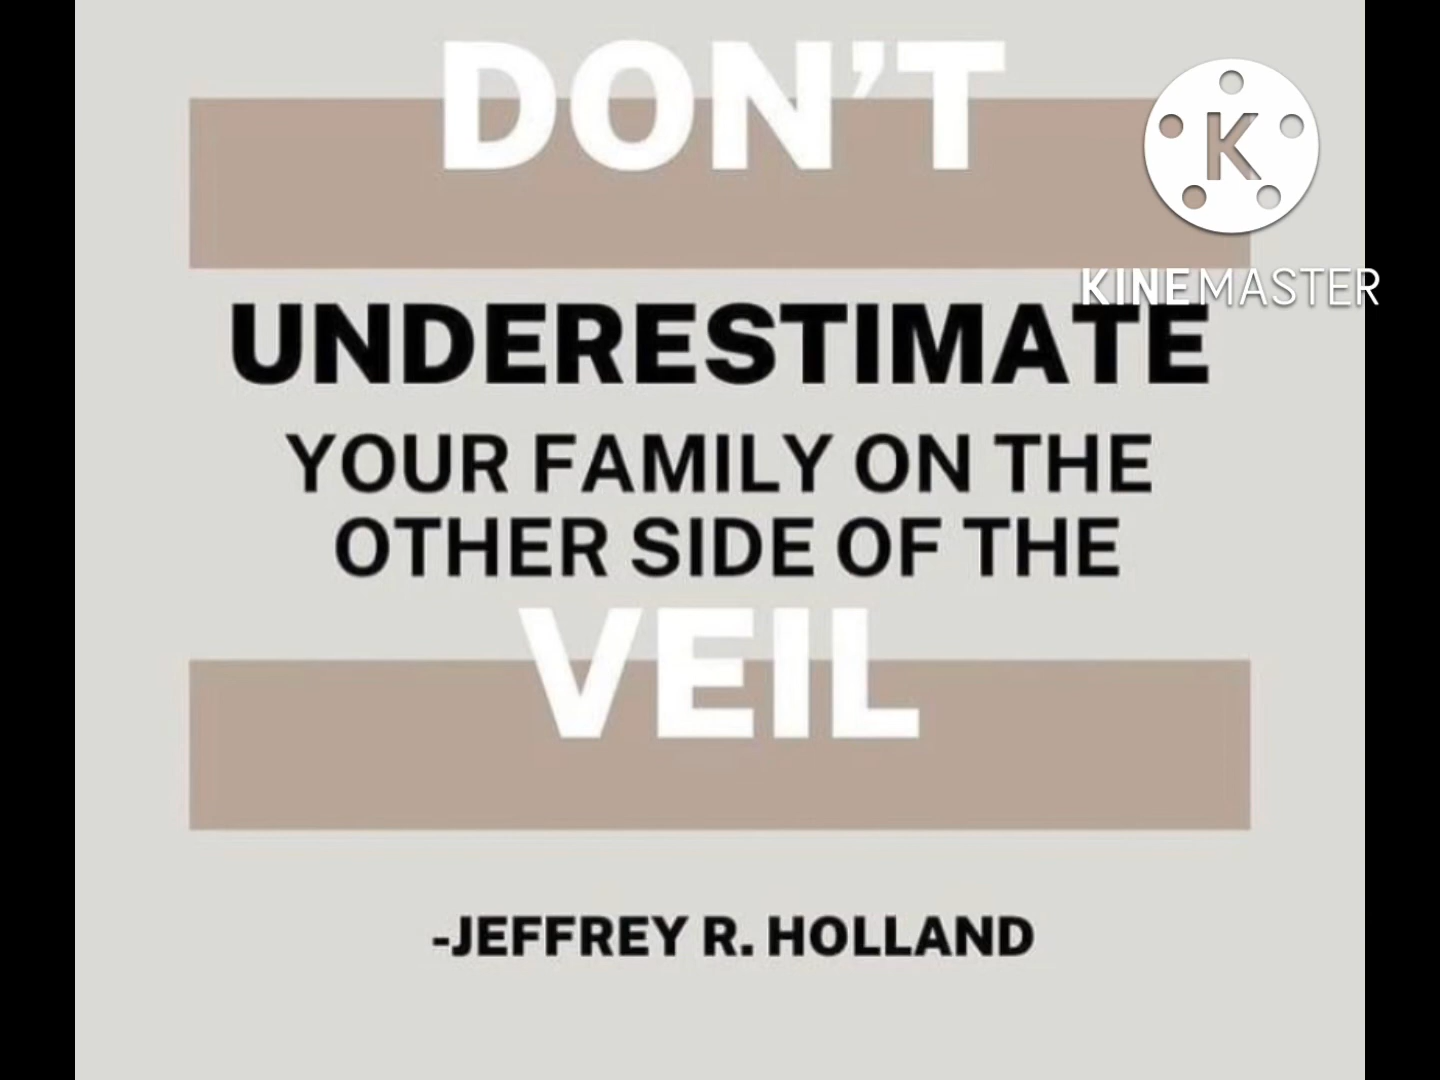 DON'T
K
KINEMASTER
UNDERESTIMATE
YOUR FAMILY ON THE
OTHER SIDE OF THE
VEIL
-JEFFREY R. HOLLAND